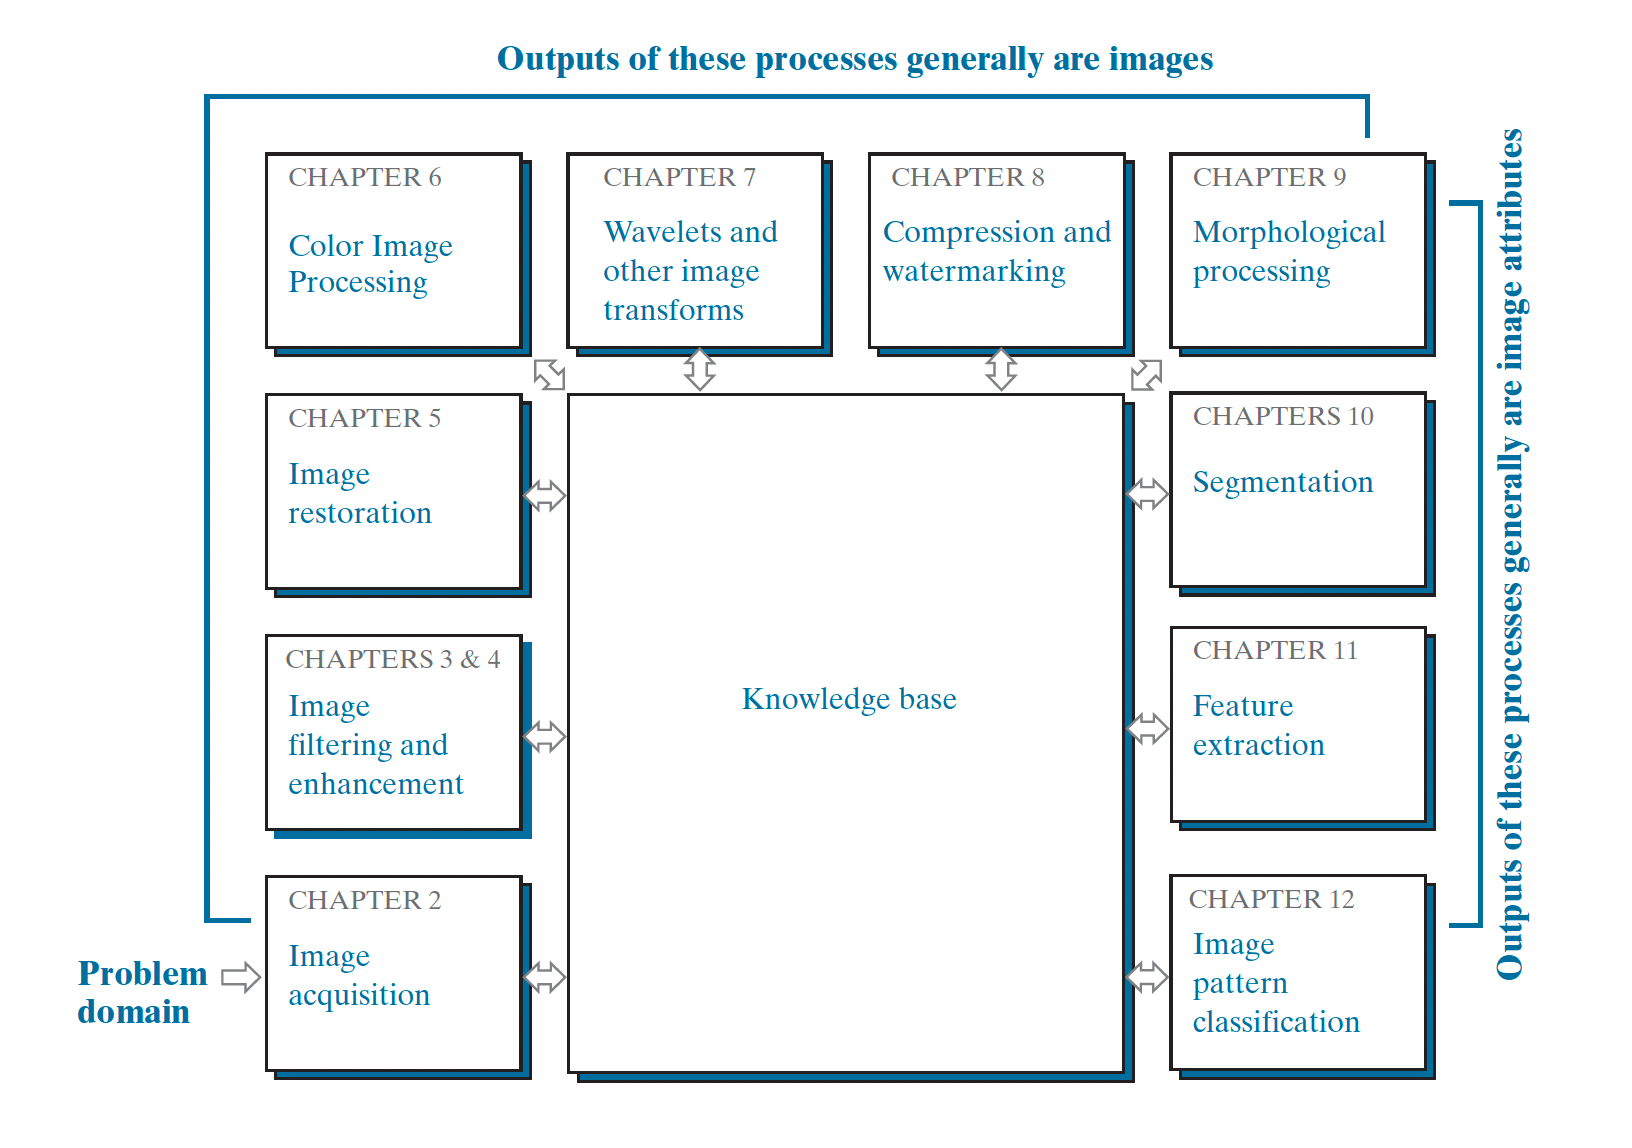 Outputs of these processes generally are images
CHAPTER 6
Color Image
Processing
CHAPTER 7
Wavelets and
other image
transforms
CHAPTER 8
Compression and
watermarking
CHAPTER 9
Morphological
processing
CHAPTER 5
Image
restoration
CHAPTERS 10
Segmentation
CHAPTERS 3 & 4
Image
filtering and
enhancement
Knowledge base
CHAPTER 11
Feature
extraction
CHAPTER 2
Image
acquisition
CHAPTER 12
Image
pattern
classification
Problem
domain
Outputs of these processes generally are image attributes